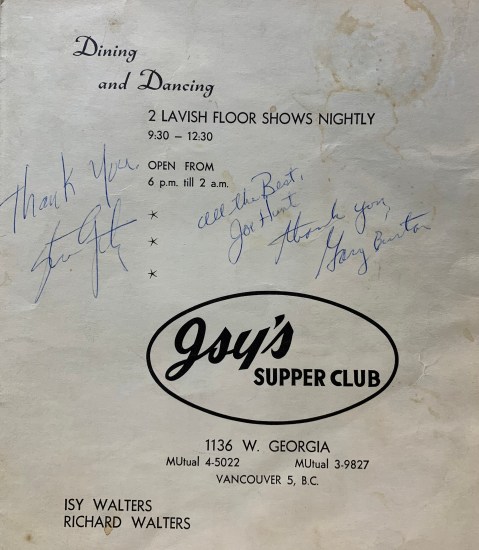 Dining
and Dancing
2 LAVISH FLOOR SHOWS NIGHTLY
9:30 – 12:30
OPEN FROM
6 p.m. till 2 a.m.
*
*
*
Thank You.
All the Best,
Joe Hunt
Thank you,
Gary Burton
Isy's
SUPPER CLUB
1136 W. GEORGIA
MUtual 4-5022 MUtual 3-9827
VANCOUVER 5, B.C.
ISY WALTERS
RICHARD WALTERS